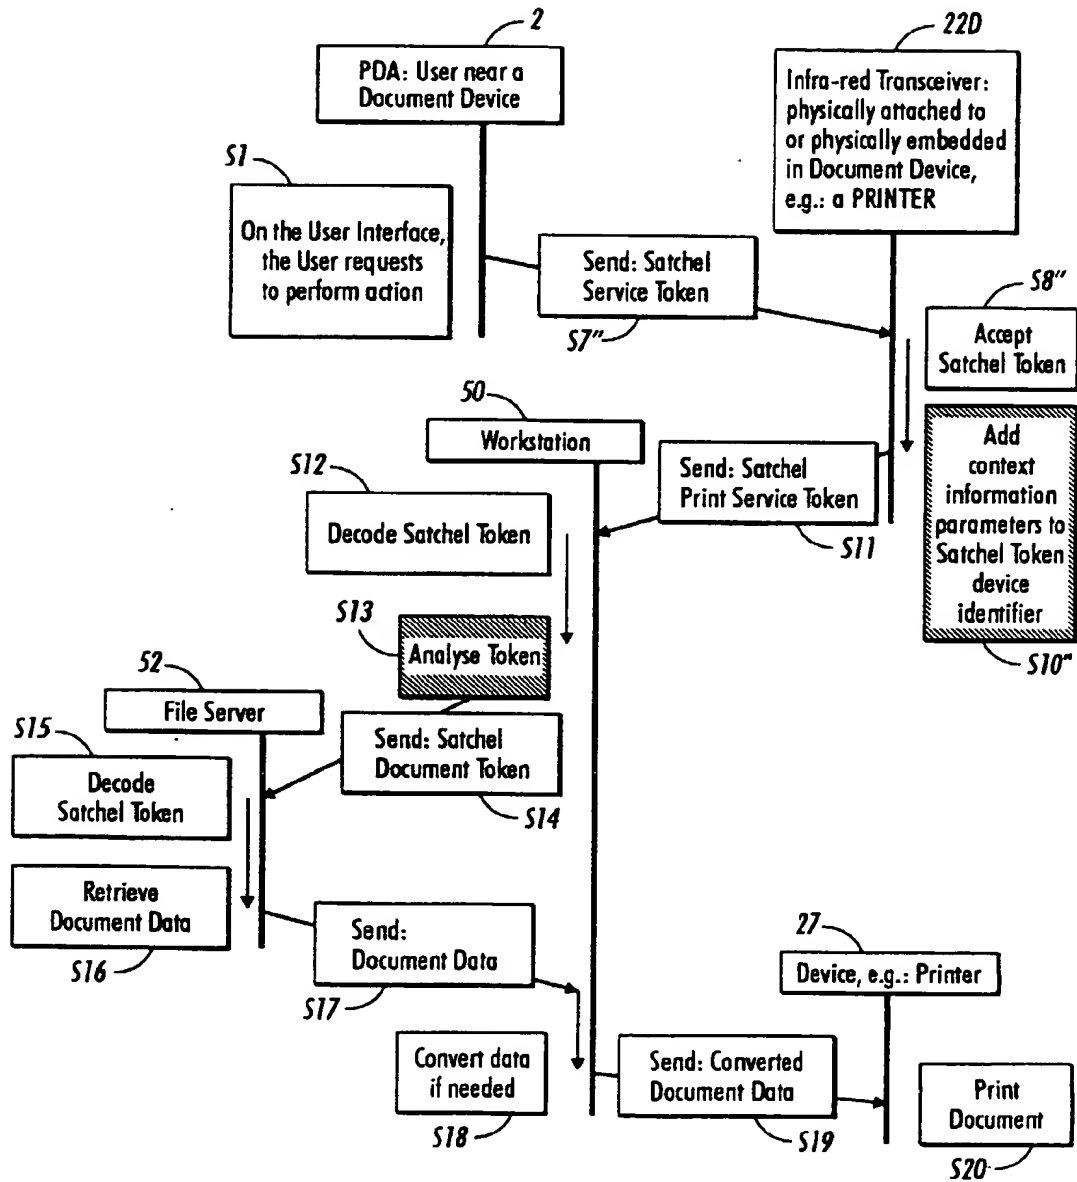 2
PDA: User near a
Document Device
22D
Infra-red Transceiver:
physically attached to
or physically embedded
in Document Device,
e.g.: a PRINTER
S1
On the User Interface,
the User requests
to perform action
Send: Satchel
Service Token
S7"
S8"
Accept
Satchel Token
50
Workstation
S12
Decode Satchel Token
Send: Satchel
Print Service Token
S11
Add
context
information
parameters to
Satchel Token
device
identifier
S10"
S13
Analyse Token
52
File Server
S15
Decode
Satchel Token
Send: Satchel
Document Token
S14
Retrieve
Document Data
S16
Send:
Document Data
S17
27
Device, e.g.: Printer
Convert data
if needed
S18
Send: Converted
Document Data
S19
Print
Document
S20